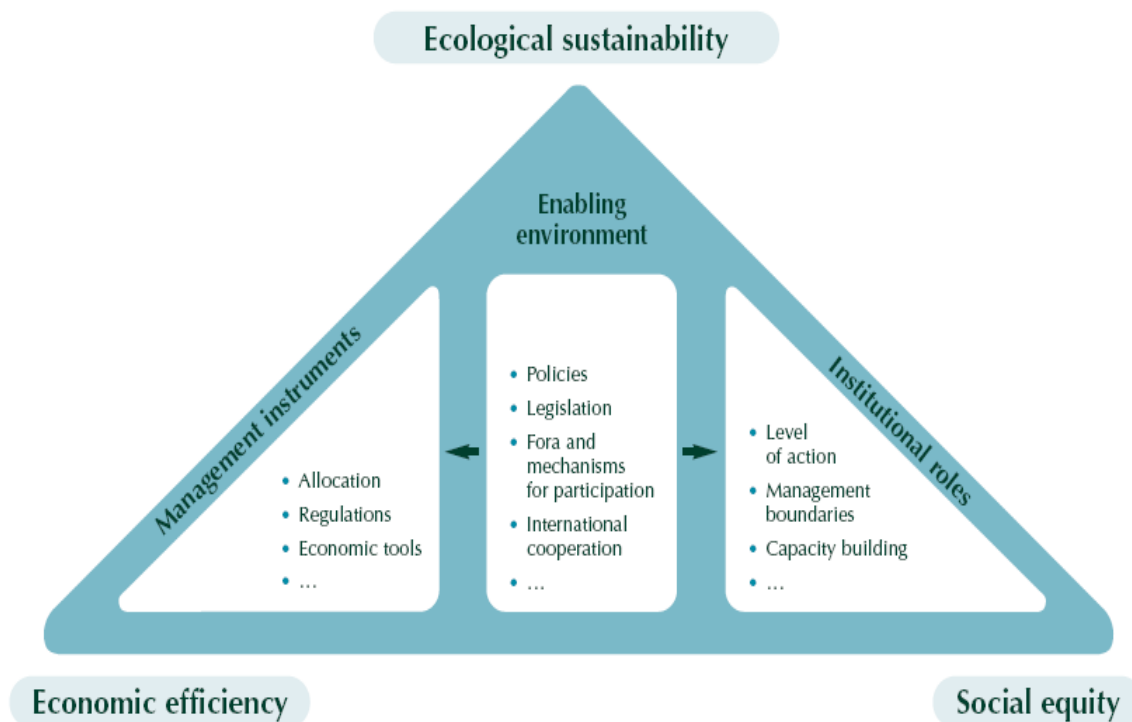 Ecological sustainability
Enabling
environment
Management instruments
• Allocation
• Regulations
• Economic tools
• ...
• Policies
• Legislation
• Fora and
mechanisms
for participation
• International
cooperation
• ...
Institutional roles
• Level
of action
• Management
boundaries
• Capacity building
• ...
Economic efficiency
Social equity